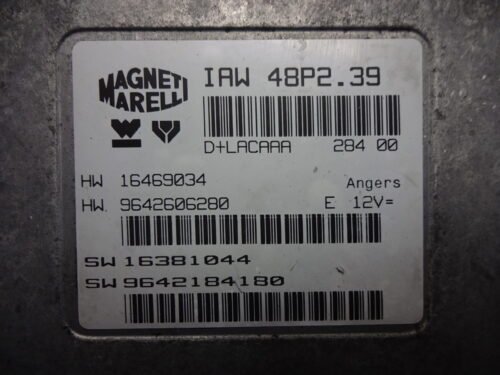 MAGNETI
MARELLI
IAW 48P2.39
D+LACAAA 284 00
HW 16469034 Angers
HW. 9642606280 E 12V=
SW 16381044
SW 9642184180